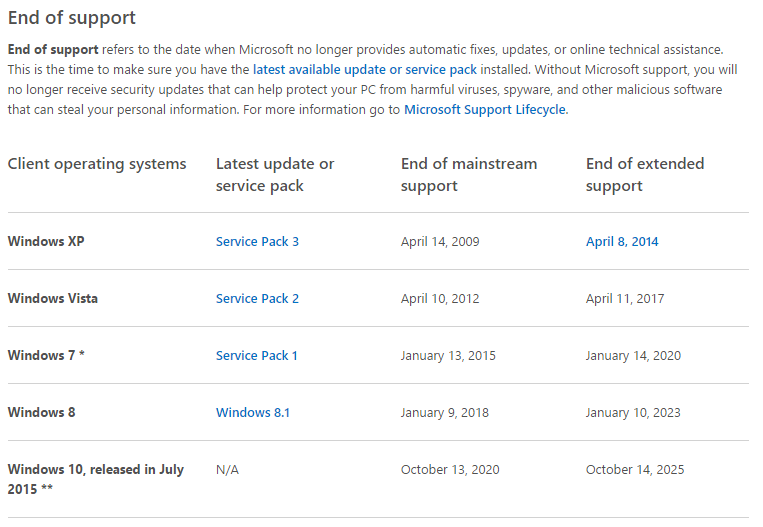 End of support
End of support refers to the date when Microsoft no longer provides automatic fixes, updates, or online technical assistance.
This is the time to make sure you have the latest available update or service pack installed. Without Microsoft support, you will
no longer receive security updates that can help protect your PC from harmful viruses, spyware, and other malicious software
that can steal your personal information. For more information go to Microsoft Support Lifecycle.
Client operating systems Latest update or End of mainstream End of extended
service pack support support
Windows XP Service Pack 3 April 14, 2009 April 8, 2014
Windows Vista Service Pack 2 April 10, 2012 April 11, 2017
Windows 7 * Service Pack 1 January 13, 2015 January 14, 2020
Windows 8 Windows 8.1 January 9, 2018 January 10, 2023
Windows 10, released in July N/A October 13, 2020 October 14, 2025
2015 **